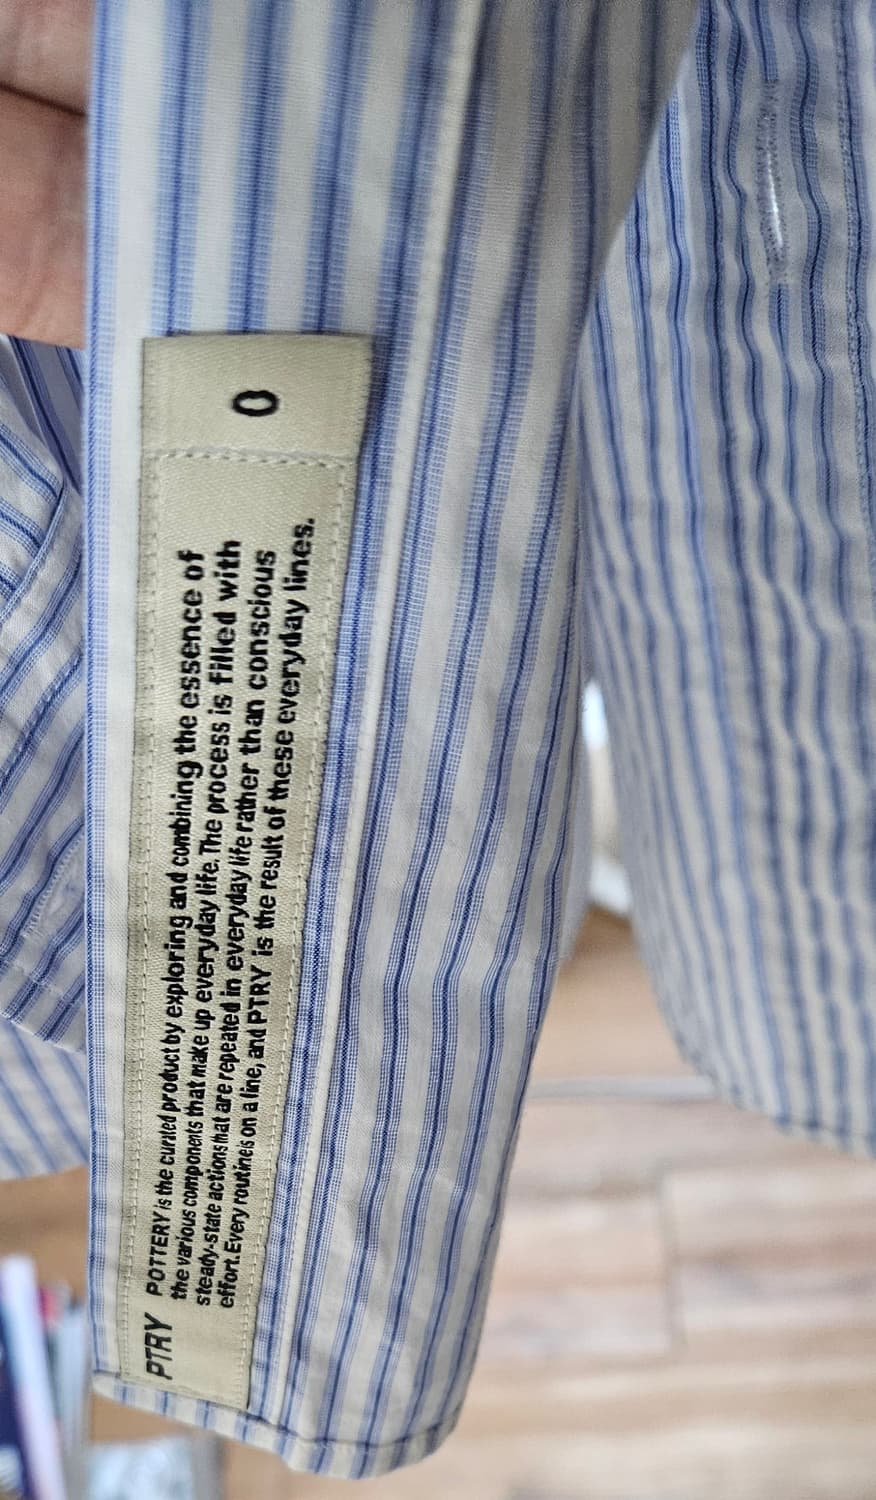 PTRY
POTTERY is the curited product by exploring and combining the essence of
the various components that make up everyday life. The process is filled with
steady-state actions that are repeated in everyday life rather than conscious
effort. Every routine is on a line, and PTRY is the result of these everyday lines.
0